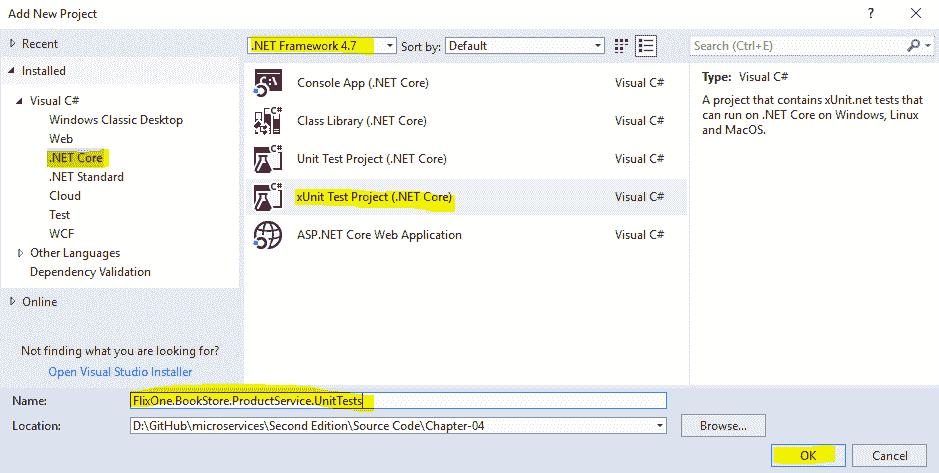 Add New Project
?
Recent
.NET Framework 4.7
Sort by:
Default
Search (Ctrl+E)
Installed
Visual C#
Windows Classic Desktop
Web
.NET Core
.NET Standard
Cloud
Test
WCF
Other Languages
Dependency Validation
Online
Not finding what you are looking for?
Open Visual Studio Installer
C#
Console App (.NET Core)
Visual C#
C#
Class Library (.NET Core)
Visual C#
C#
Unit Test Project (.NET Core)
Visual C#
C#
xUnit Test Project (.NET Core)
Visual C#
C#
ASP.NET Core Web Application
Visual C#
Type: Visual C#
A project that contains xUnit.net tests that
can run on .NET Core on Windows, Linux
and MacOS.
Name:
FlixOne.BookStore.ProductService.UnitTests
Location:
D:\GitHub\microservices\Second Edition\Source Code\Chapter-04
Browse...
OK
Cancel